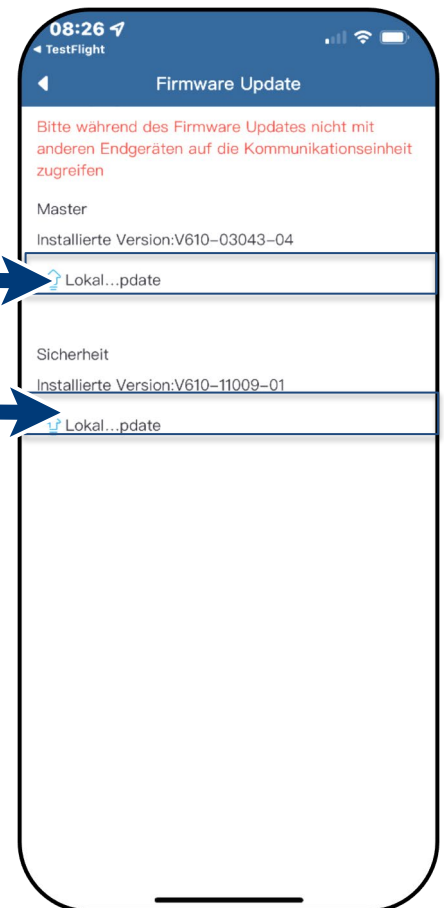 08:26
TestFlight
Firmware Update
Bitte während des Firmware Updates nicht mit
anderen Endgeräten auf die Kommunikationseinheit
zugreifen
Master
Installierte Version:V610-03043-04
Lokal...pdate
Sicherheit
Installierte Version:V610-11009-01
Lokal...pdate